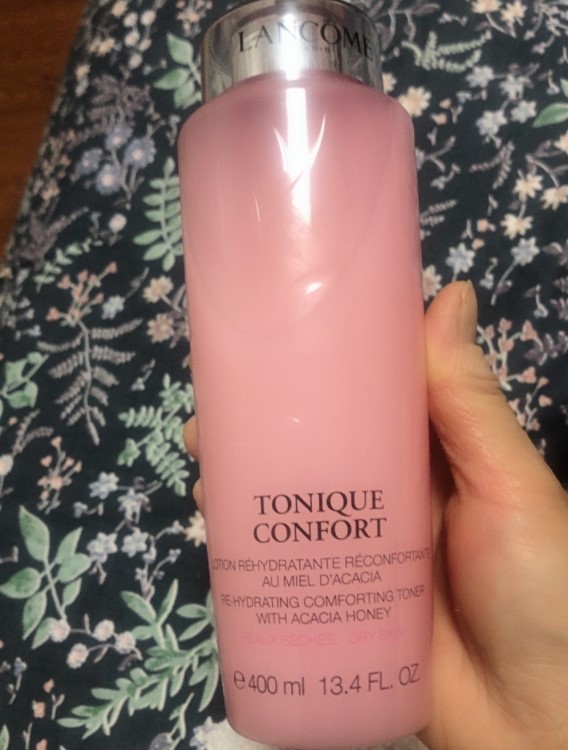 LANCÔME
TONIQUE
CONFORT
LOTION RÉHYDRATANTE RÉCONFORTANTE
AU MIEL D'ACACIA
RE-HYDRATING COMFORTING TONER
WITH ACACIA HONEY
PEAUX SÈCHES. DRY SKIN
℮ 400 ml 13.4 FL. OZ.